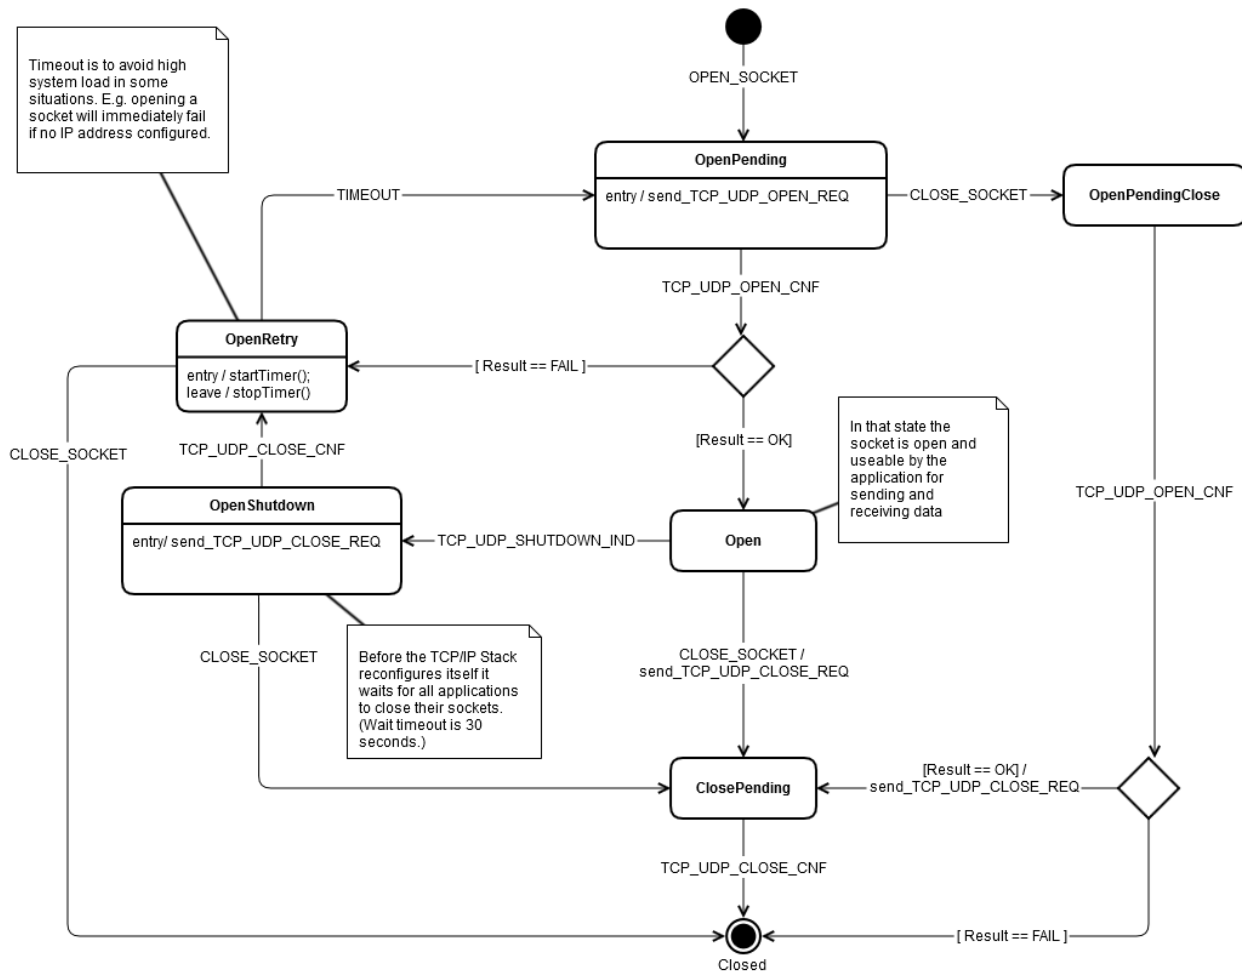 Timeout is to avoid high
system load in some
situations. E.g. opening a
socket will immediately fail
if no IP address configured.
OPEN_SOCKET
OpenPending
entry / send_TCP_UDP_OPEN_REQ
TIMEOUT
CLOSE_SOCKET
OpenPendingClose
TCP_UDP_OPEN_CNF
OpenRetry
entry / startTimer();
leave / stopTimer()
[ Result == FAIL ]
[Result == OK]
In that state the
socket is open and
useable by the
application for
sending and
receiving data
CLOSE_SOCKET
TCP_UDP_CLOSE_CNF
TCP_UDP_OPEN_CNF
OpenShutdown
entry/ send_TCP_UDP_CLOSE_REQ
TCP_UDP_SHUTDOWN_IND
Open
CLOSE_SOCKET
Before the TCP/IP Stack
reconfigures itself it
waits for all applications
to close their sockets.
(Wait timeout is 30
seconds.)
CLOSE_SOCKET /
send_TCP_UDP_CLOSE_REQ
ClosePending
[Result == OK] /
send_TCP_UDP_CLOSE_REQ
TCP_UDP_CLOSE_CNF
[ Result == FAIL ]
Closed